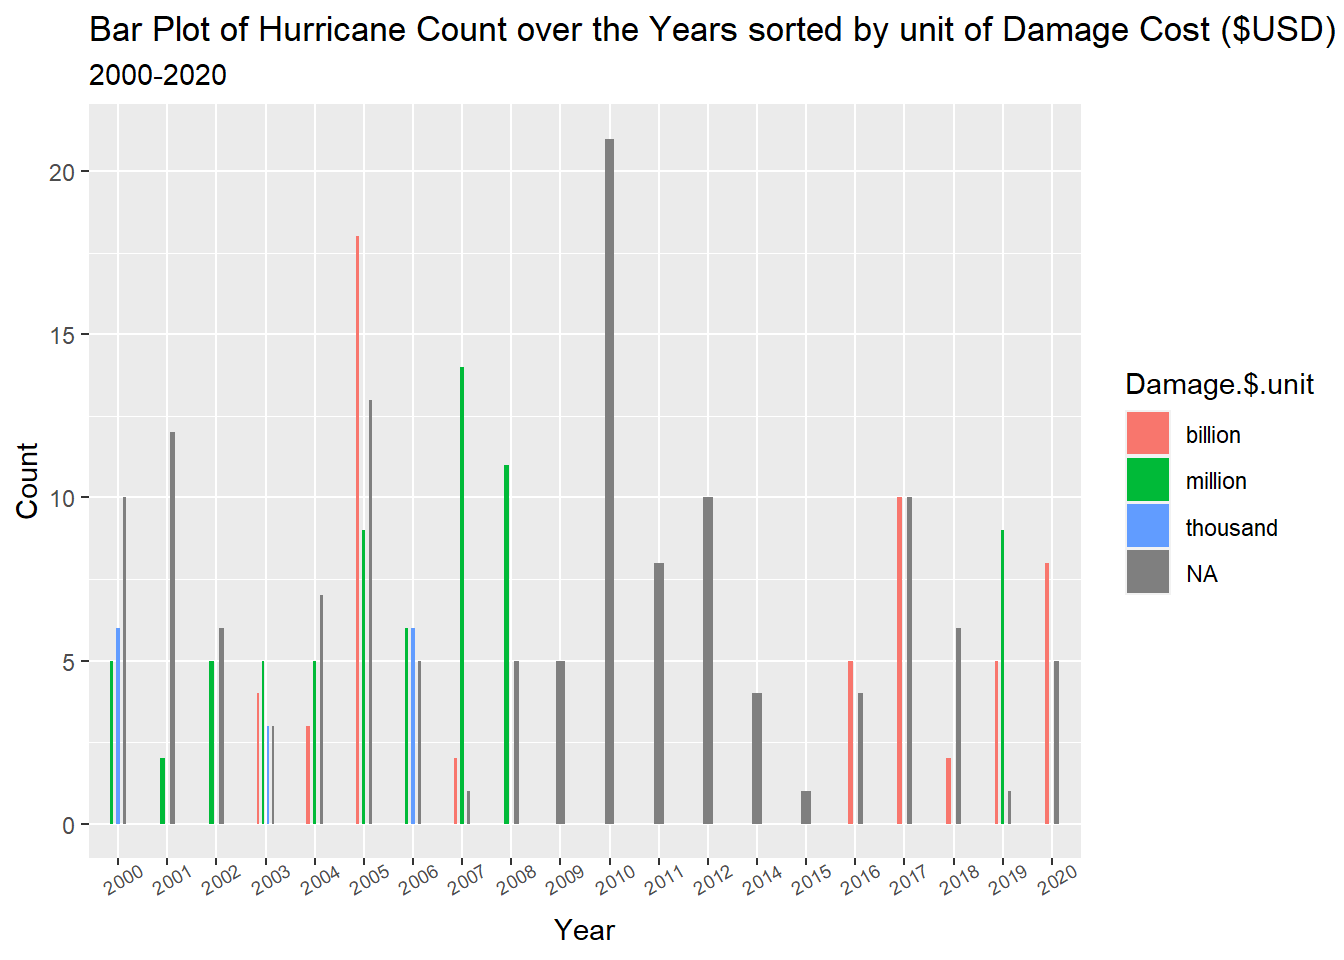 Bar Plot of Hurricane Count over the Years sorted by unit of Damage Cost ($USD)
2000-2020
20
15
10
5
0
Count
2000 2001 2002 2003 2004 2005 2006 2007 2008 2009 2010 2011 2012 2014 2015 2016 2017 2018 2019 2020
Year
Damage.$.unit
billion
million
thousand
NA